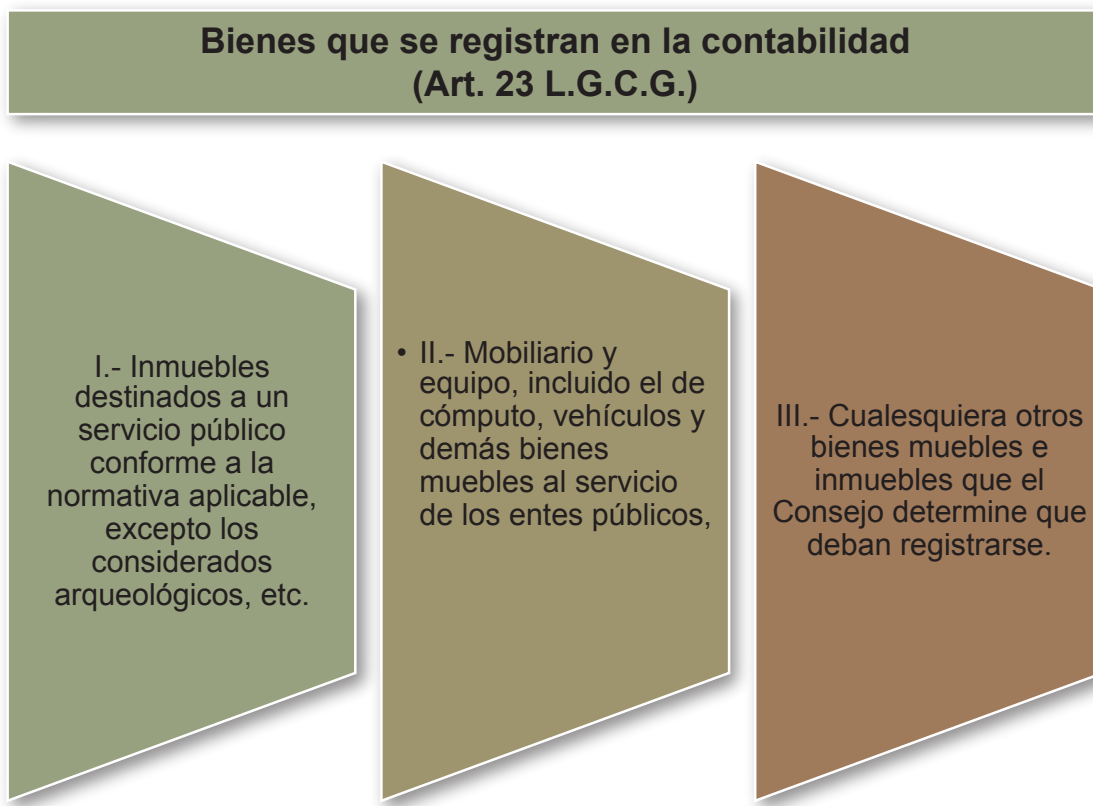 Bienes que se registran en la contabilidad
(Art. 23 L.G.C.G.)
I.- Inmuebles
destinados a un
servicio público
conforme a la
normativa aplicable,
excepto los
considerados
arqueológicos, etc.
• II.- Mobiliario y
equipo, incluido el de
cómputo, vehículos y
demás bienes
muebles al servicio
de los entes públicos,
III.- Cualesquiera otros
bienes muebles e
inmuebles que el
Consejo determine que
deban registrarse.